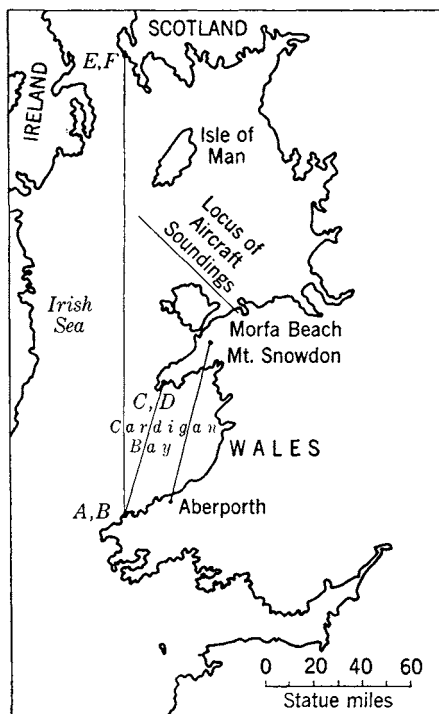 SCOTLAND
E,F
IRELAND
Isle of
Man
Locus of
Aircraft
Soundings
Irish
Sea
Morfa Beach
Mt. Snowdon
C, D
Cardigan
Bay
WALES
A,B
Aberporth
0 20 40 60
Statue miles